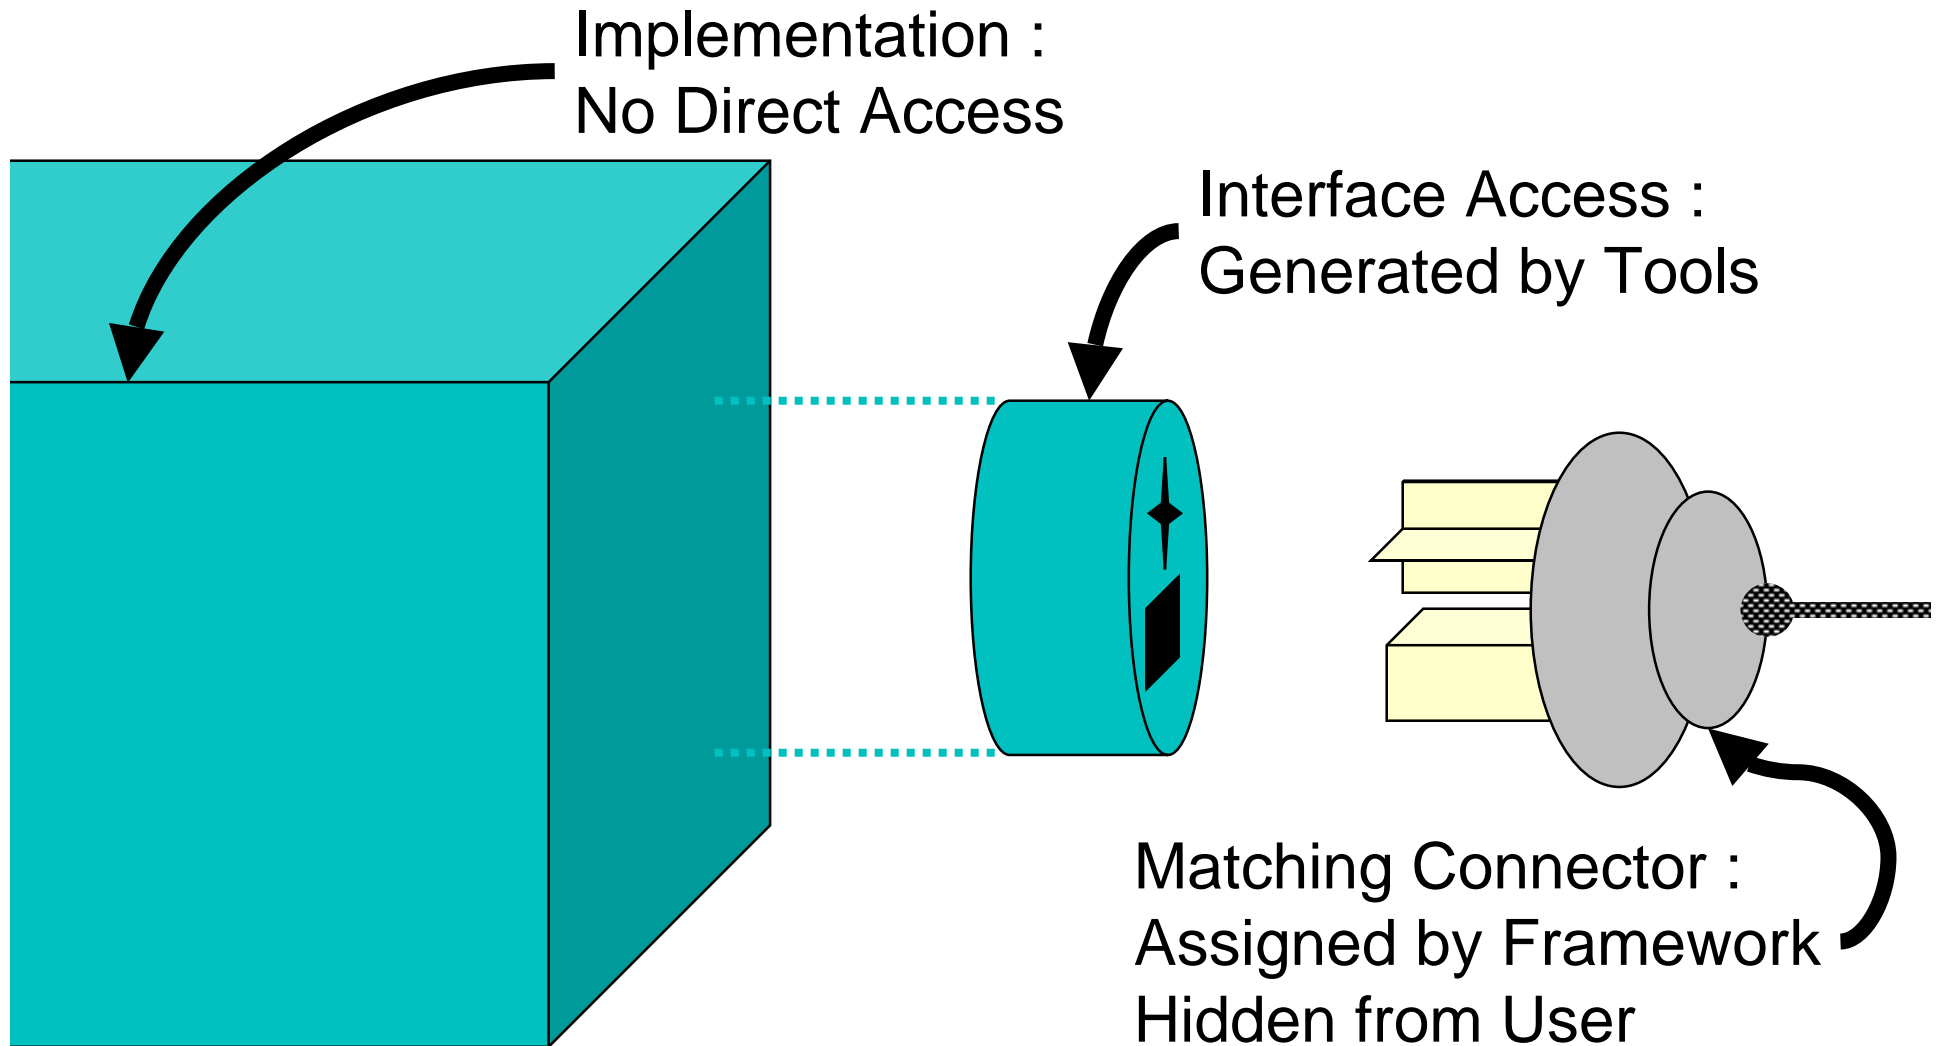 Implementation :
No Direct Access
Interface Access :
Generated by Tools
Matching Connector :
Assigned by Framework
Hidden from User